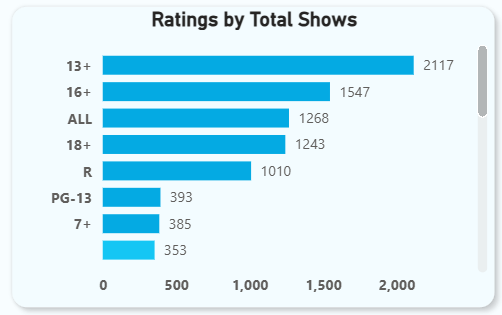 Ratings by Total Shows
13+ 2117
16+ 1547
ALL 1268
18+ 1243
R 1010
PG-13 393
7+ 385
353
0 500 1,000 1,500 2,000